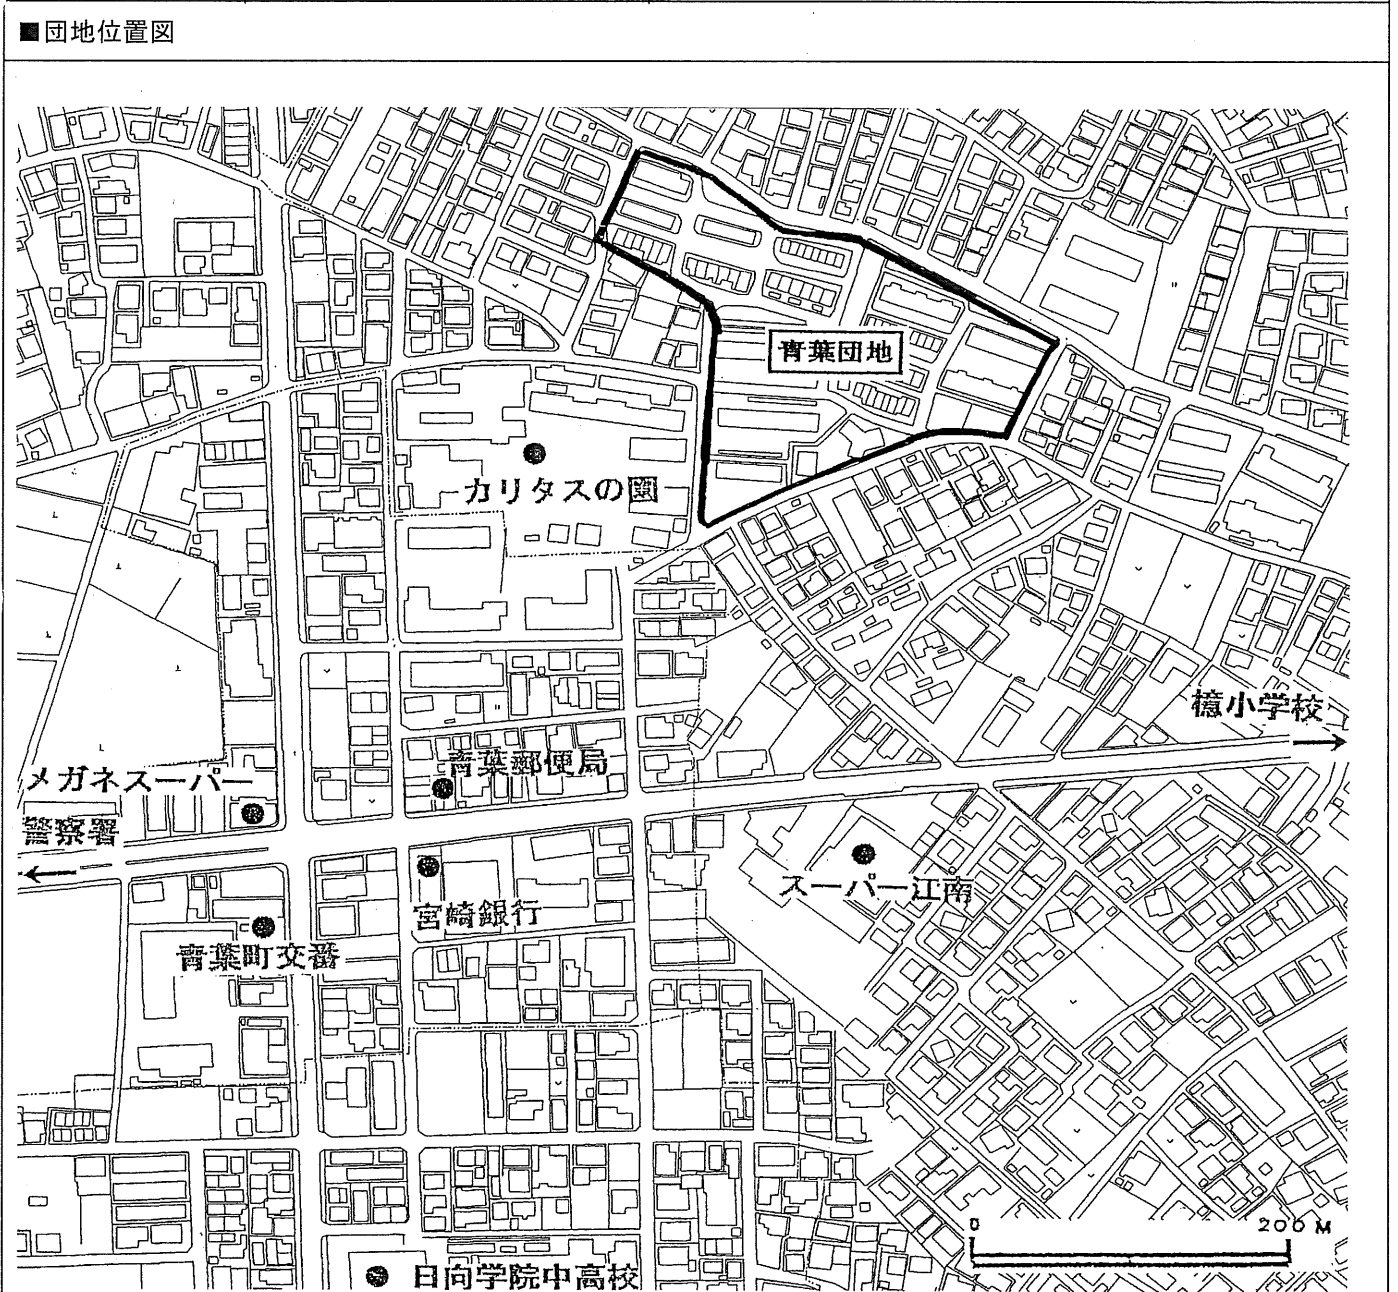 ■団地位置図
青葉団地
カリタスの園
檍小学校
青葉郵便局
メガネスーパー
警察署
スーパー江南
宮崎銀行
青葉町交番
0 200 M
日向学院中高校